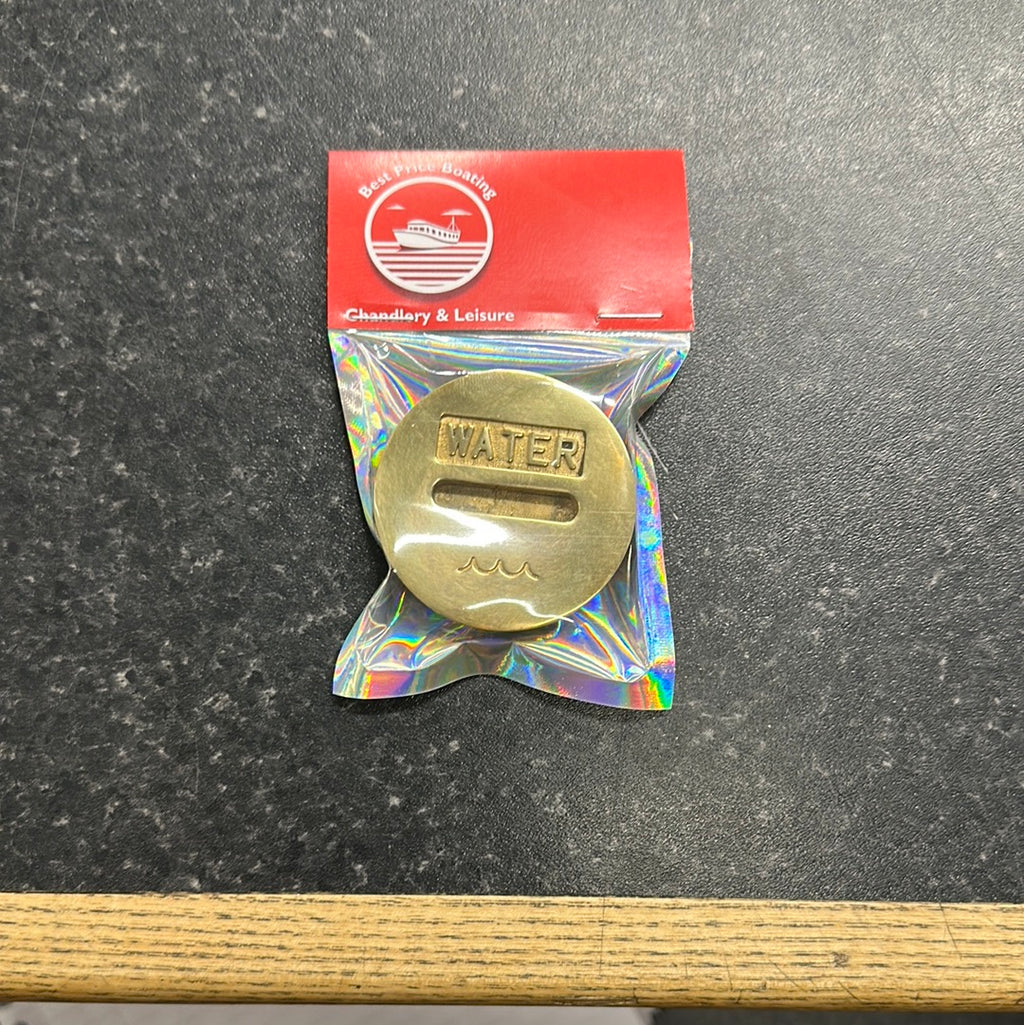 Best Price Boating
Chandlery & Leisure
WATER